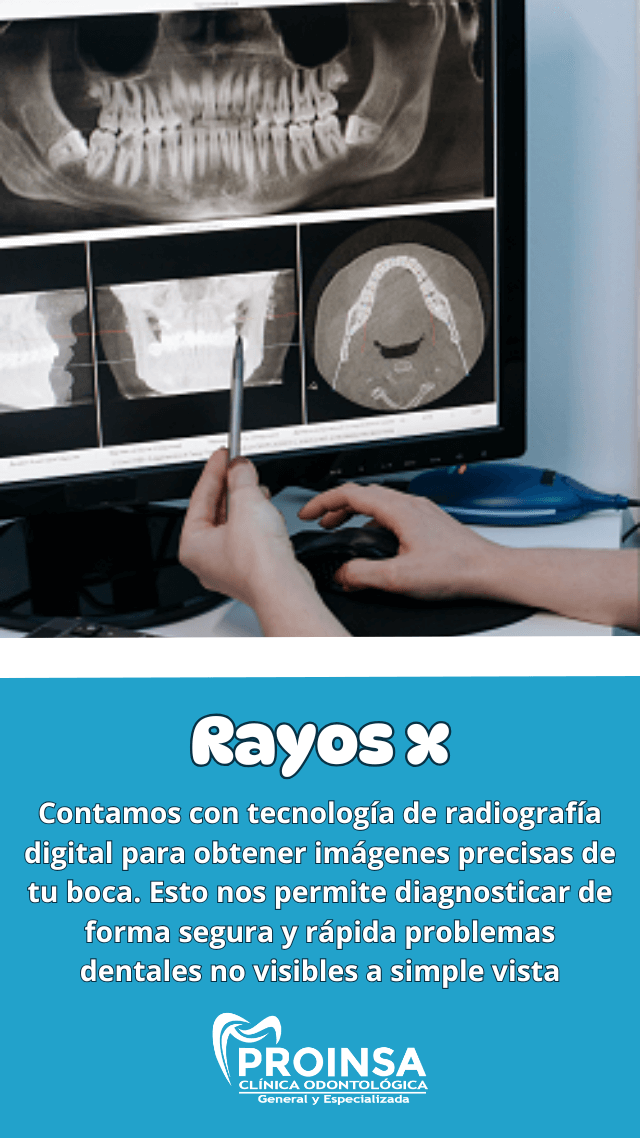 Rayos x
Contamos con tecnología de radiografía
digital para obtener imágenes precisas de
tu boca. Esto nos permite diagnosticar de
forma segura y rápida problemas
dentales no visibles a simple vista
PROINSA
CLÍNICA ODONTOLÓGICA
General y Especializada